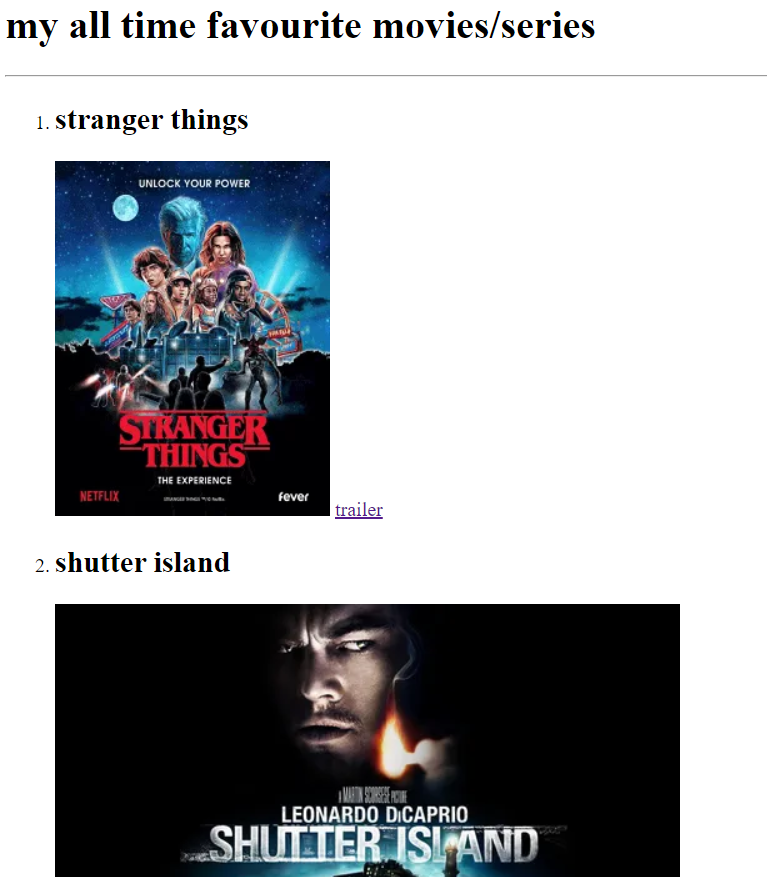 my all time favourite movies/series
1. stranger things
UNLOCK YOUR POWER
STRANGER
THINGS
THE EXPERIENCE
NETFLIX
fever
trailer
2. shutter island
A MARTIN SCORSESE PICTURE
LEONARDO DiCAPRIO
SHUTTER ISLAND